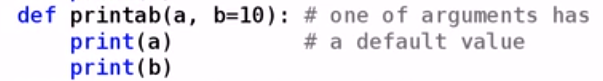 def printab(a, b=10): # one of arguments has
    print(a)          # a default value
    print(b)